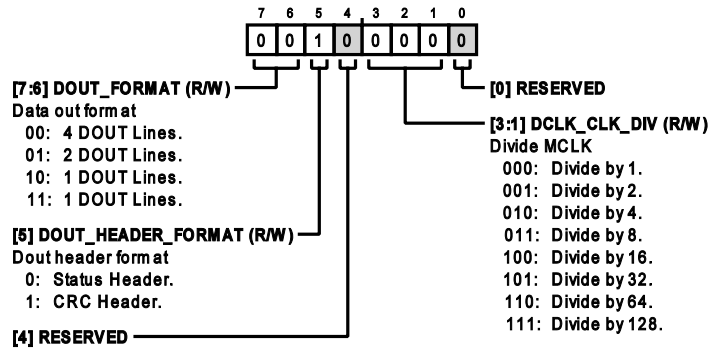 7 6 5 4 3 2 1 0
0 0 1 0 0 0 0 0
[7:6] DOUT_FORMAT (R/W)
Data out format
00: 4 DOUT Lines.
01: 2 DOUT Lines.
10: 1 DOUT Lines.
11: 1 DOUT Lines.
[5] DOUT_HEADER_FORMAT (R/W)
Dout header format
0: Status Header.
1: CRC Header.
[4] RESERVED
[0] RESERVED
[3:1] DCLK_CLK_DIV (R/W)
Divide MCLK
000: Divide by 1.
001: Divide by 2.
010: Divide by 4.
011: Divide by 8.
100: Divide by 16.
101: Divide by 32.
110: Divide by 64.
111: Divide by 128.